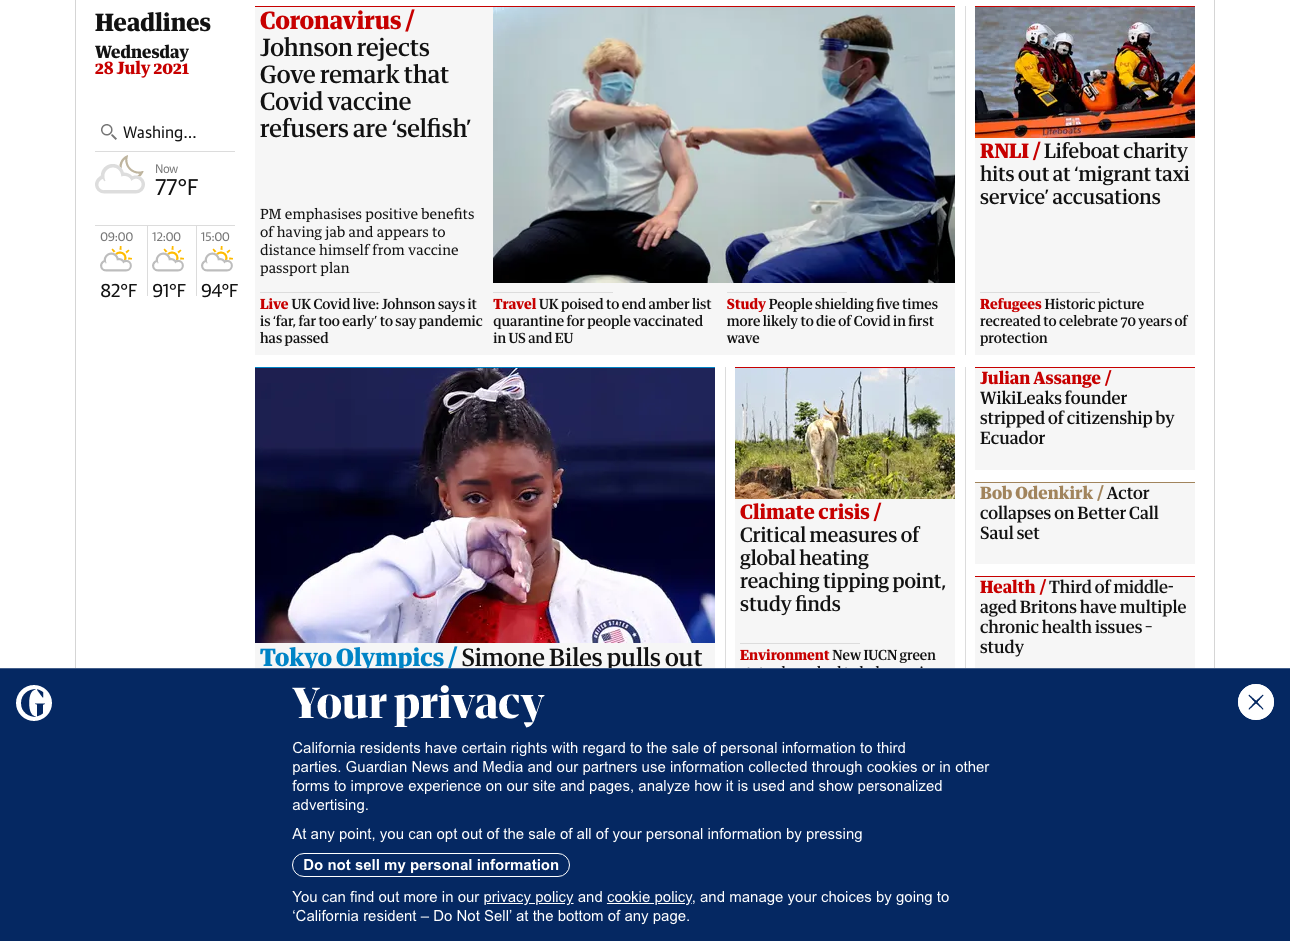 Headlines
Wednesday
28 July 2021
Washing...
Now
77°F
09:00
12:00
15:00
82°F
91°F
94°F
Coronavirus /
Johnson rejects
Gove remark that
Covid vaccine
refusers are ‘selfish’
PM emphasises positive benefits
of having jab and appears to
distance himself from vaccine
passport plan
Live UK Covid live: Johnson says it
is ‘far, far too early’ to say pandemic
has passed
Travel UK poised to end amber list
quarantine for people vaccinated
in US and EU
Study People shielding five times
more likely to die of Covid in first
wave
Lifeboats
RNLI / Lifeboat charity
hits out at ‘migrant taxi
service’ accusations
Refugees Historic picture
recreated to celebrate 70 years of
protection
UNITED STATES
Tokyo Olympics / Simone Biles pulls out
Climate crisis /
Critical measures of
global heating
reaching tipping point,
study finds
Environment New IUCN green
Julian Assange /
WikiLeaks founder
stripped of citizenship by
Ecuador
Bob Odenkirk / Actor
collapses on Better Call
Saul set
Health / Third of middle-
aged Britons have multiple
chronic health issues –
study
Your privacy
California residents have certain rights with regard to the sale of personal information to third
parties. Guardian News and Media and our partners use information collected through cookies or in other
forms to improve experience on our site and pages, analyze how it is used and show personalized
advertising.
At any point, you can opt out of the sale of all of your personal information by pressing
Do not sell my personal information
You can find out more in our privacy policy and cookie policy, and manage your choices by going to
‘California resident – Do Not Sell’ at the bottom of any page.